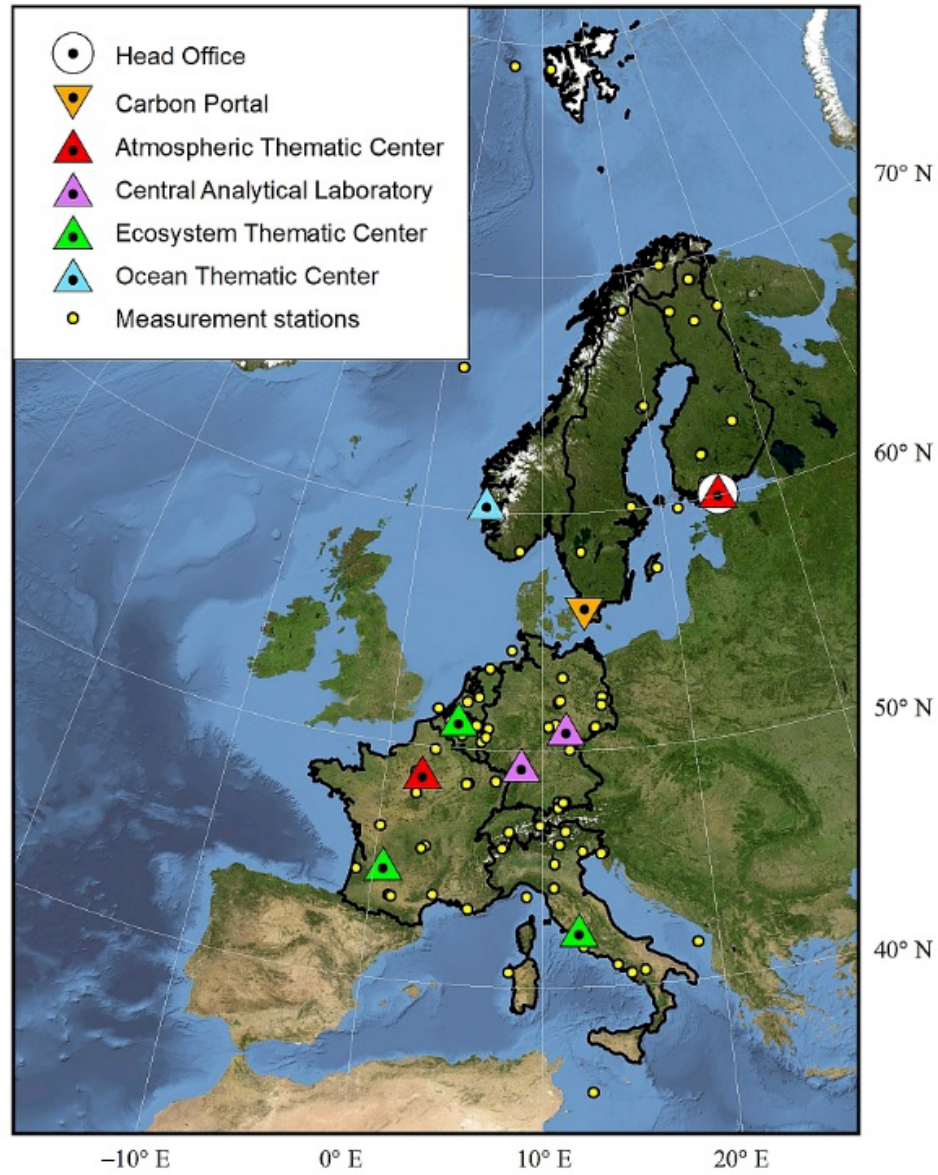 Head Office
Carbon Portal
Atmospheric Thematic Center
Central Analytical Laboratory
Ecosystem Thematic Center
Ocean Thematic Center
Measurement stations
70° N
60° N
50° N
40° N
−10° E
0° E
10° E
20° E